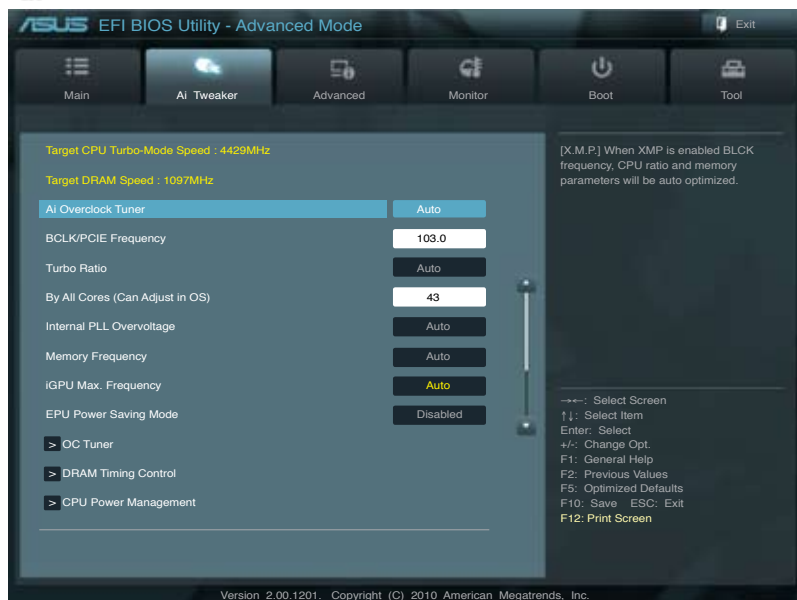 ASUS EFI BIOS Utility - Advanced Mode
Exit
Main
Ai Tweaker
Advanced
Monitor
Boot
Tool
Target CPU Turbo-Mode Speed : 4429MHz
Target DRAM Speed : 1097MHz
Ai Overclock Tuner Auto
BCLK/PCIE Frequency 103.0
Turbo Ratio Auto
By All Cores (Can Adjust in OS) 43
Internal PLL Overvoltage Auto
Memory Frequency Auto
iGPU Max. Frequency Auto
EPU Power Saving Mode Disabled
> OC Tuner
> DRAM Timing Control
> CPU Power Management
[X.M.P.] When XMP is enabled BLCK
frequency, CPU ratio and memory
parameters will be auto optimized.
→←: Select Screen
↑↓: Select Item
Enter: Select
+/-: Change Opt.
F1: General Help
F2: Previous Values
F5: Optimized Defaults
F10: Save ESC: Exit
F12: Print Screen
Version 2.00.1201. Copyright (C) 2010 American Megatrends, Inc.